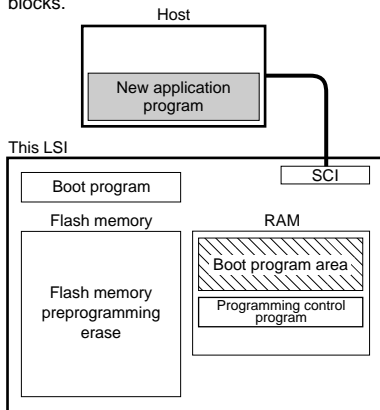 blocks.
Host
New application
program
This LSI
SCI
Boot program
Flash memory
RAM
Flash memory
preprogramming
erase
Boot program area
Programming control
program